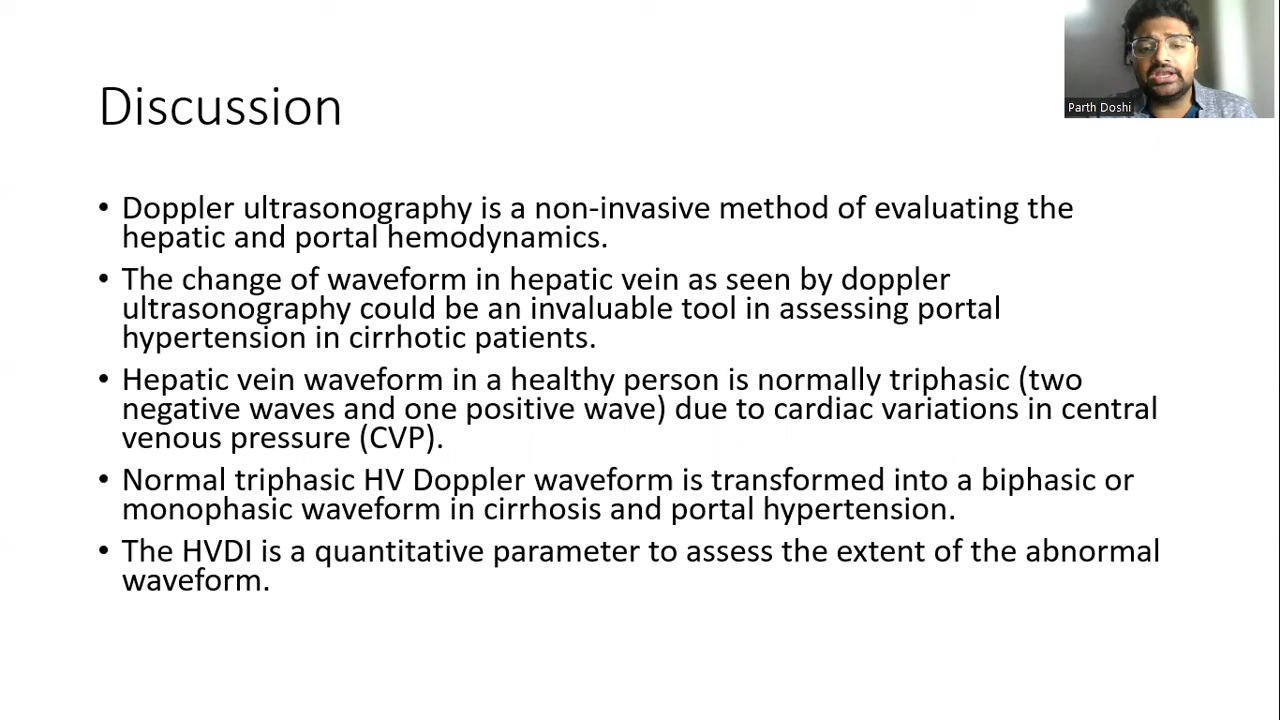 Discussion
Parth Doshi
• Doppler ultrasonography is a non-invasive method of evaluating the
hepatic and portal hemodynamics.
• The change of waveform in hepatic vein as seen by doppler
ultrasonography could be an invaluable tool in assessing portal
hypertension in cirrhotic patients.
• Hepatic vein waveform in a healthy person is normally triphasic (two
negative waves and one positive wave) due to cardiac variations in central
venous pressure (CVP).
• Normal triphasic HV Doppler waveform is transformed into a biphasic or
monophasic waveform in cirrhosis and portal hypertension.
• The HVDI is a quantitative parameter to assess the extent of the abnormal
waveform.